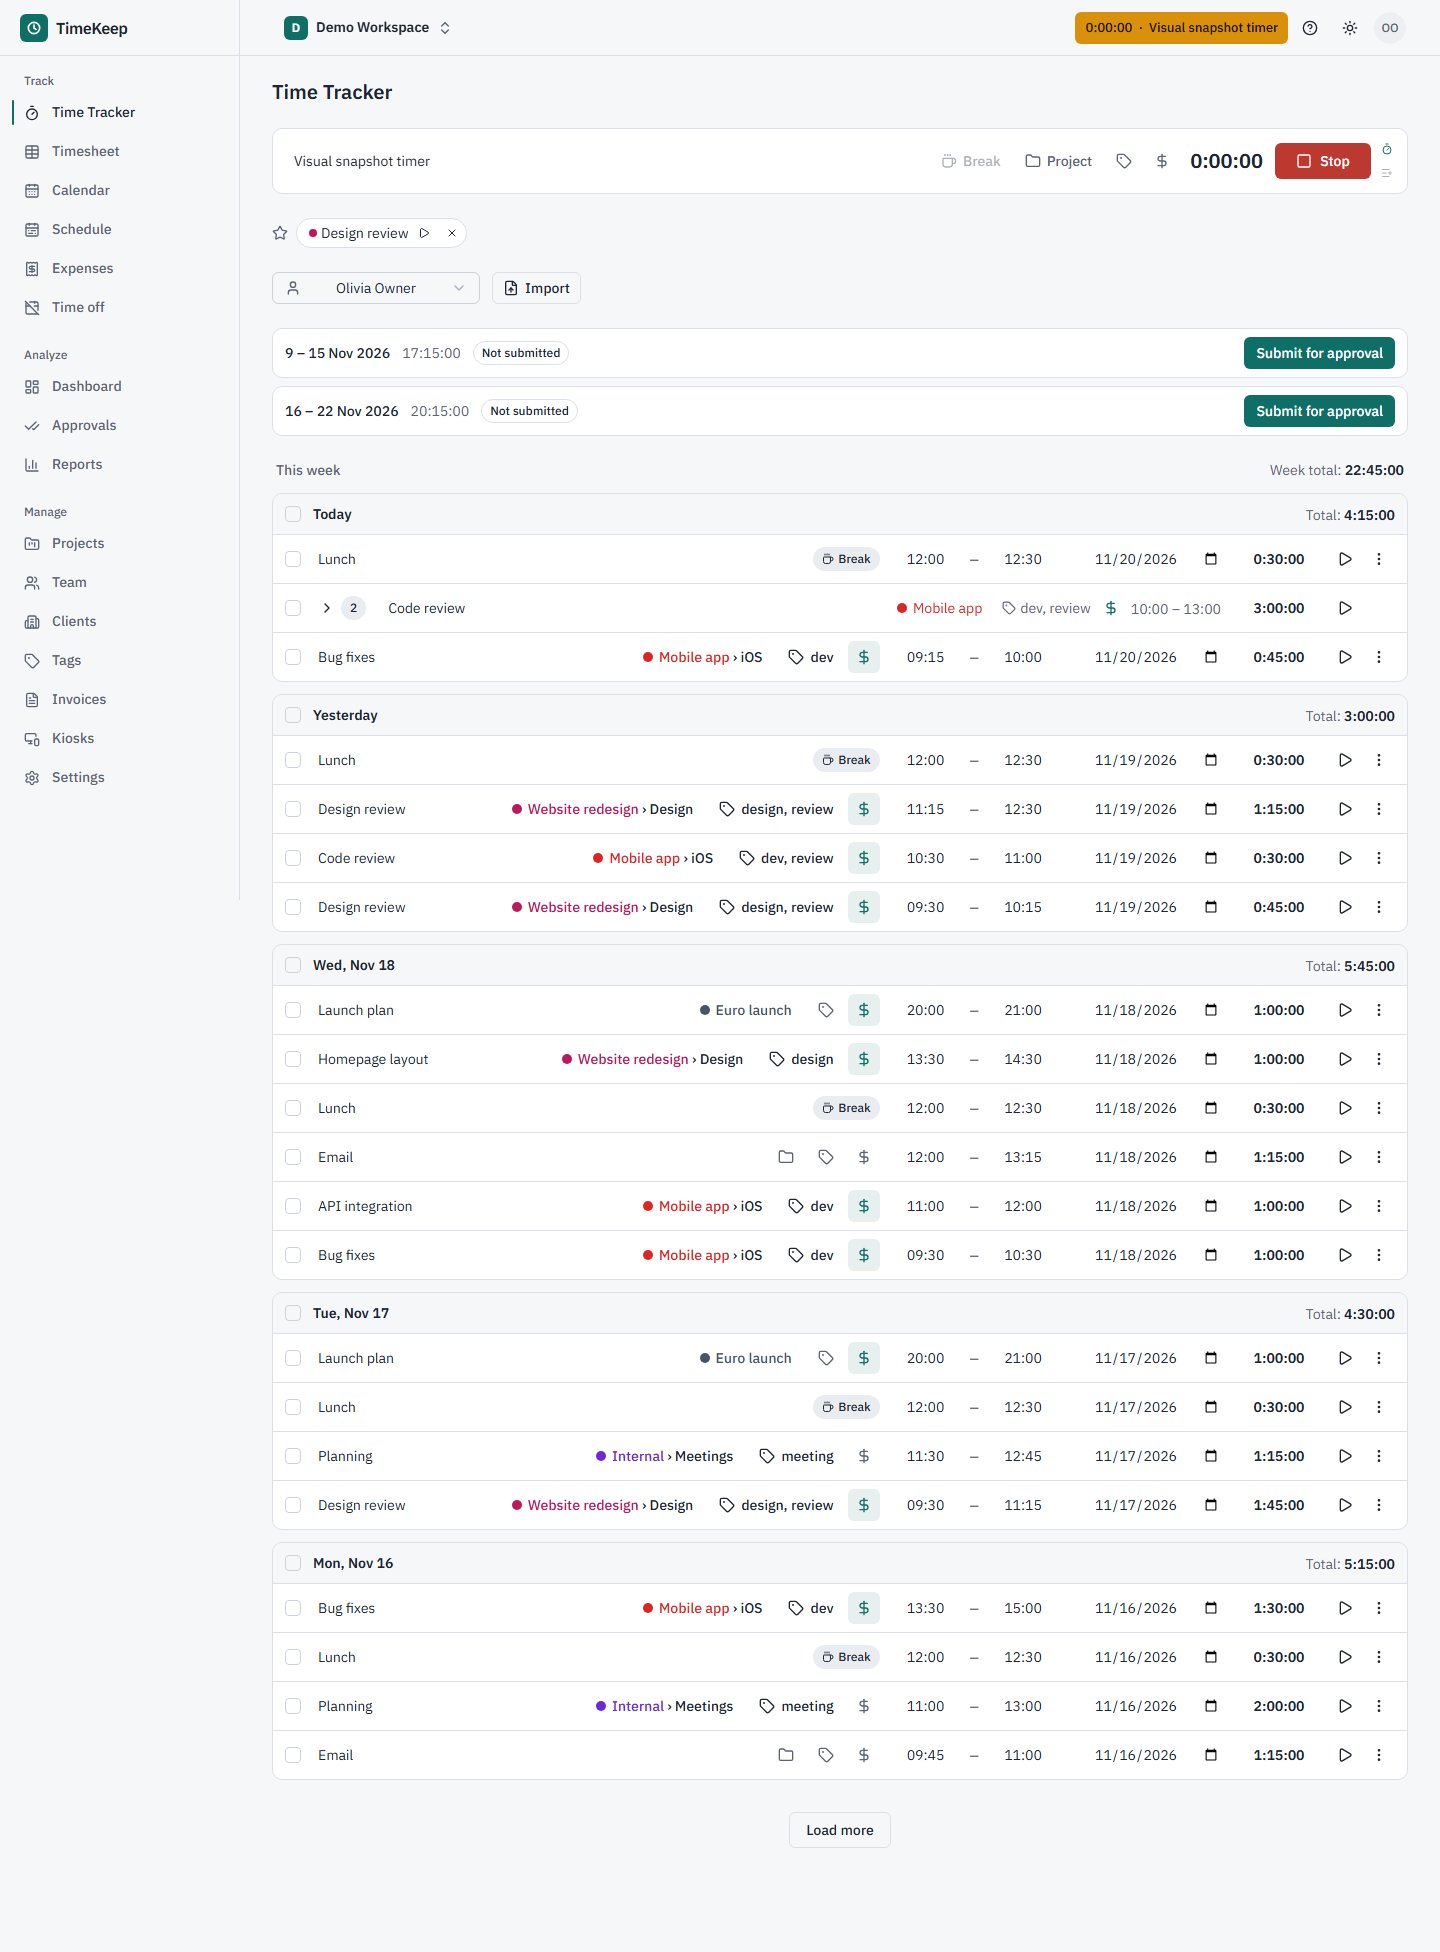 TimeKeep
D Demo Workspace
0:00:00 · Visual snapshot timer
OO
Track
Time Tracker
Timesheet
Calendar
Schedule
Expenses
Time off
Analyze
Dashboard
Approvals
Reports
Manage
Projects
Team
Clients
Tags
Invoices
Kiosks
Settings
Time Tracker
Visual snapshot timer Break Project $ 0:00:00 Stop
Design review
Olivia Owner Import
9 – 15 Nov 2026 17:15:00 Not submitted Submit for approval
16 – 22 Nov 2026 20:15:00 Not submitted Submit for approval
This week Week total: 22:45:00
Today Total: 4:15:00
Lunch Break 12:00 – 12:30 11/20/2026 0:30:00
2 Code review Mobile app dev, review $ 10:00 – 13:00 3:00:00
Bug fixes Mobile app › iOS dev $ 09:15 – 10:00 11/20/2026 0:45:00
Yesterday Total: 3:00:00
Lunch Break 12:00 – 12:30 11/19/2026 0:30:00
Design review Website redesign › Design design, review $ 11:15 – 12:30 11/19/2026 1:15:00
Code review Mobile app › iOS dev, review $ 10:30 – 11:00 11/19/2026 0:30:00
Design review Website redesign › Design design, review $ 09:30 – 10:15 11/19/2026 0:45:00
Wed, Nov 18 Total: 5:45:00
Launch plan Euro launch $ 20:00 – 21:00 11/18/2026 1:00:00
Homepage layout Website redesign › Design design $ 13:30 – 14:30 11/18/2026 1:00:00
Lunch Break 12:00 – 12:30 11/18/2026 0:30:00
Email $ 12:00 – 13:15 11/18/2026 1:15:00
API integration Mobile app › iOS dev $ 11:00 – 12:00 11/18/2026 1:00:00
Bug fixes Mobile app › iOS dev $ 09:30 – 10:30 11/18/2026 1:00:00
Tue, Nov 17 Total: 4:30:00
Launch plan Euro launch $ 20:00 – 21:00 11/17/2026 1:00:00
Lunch Break 12:00 – 12:30 11/17/2026 0:30:00
Planning Internal › Meetings meeting $ 11:30 – 12:45 11/17/2026 1:15:00
Design review Website redesign › Design design, review $ 09:30 – 11:15 11/17/2026 1:45:00
Mon, Nov 16 Total: 5:15:00
Bug fixes Mobile app › iOS dev $ 13:30 – 15:00 11/16/2026 1:30:00
Lunch Break 12:00 – 12:30 11/16/2026 0:30:00
Planning Internal › Meetings meeting $ 11:00 – 13:00 11/16/2026 2:00:00
Email $ 09:45 – 11:00 11/16/2026 1:15:00
Load more